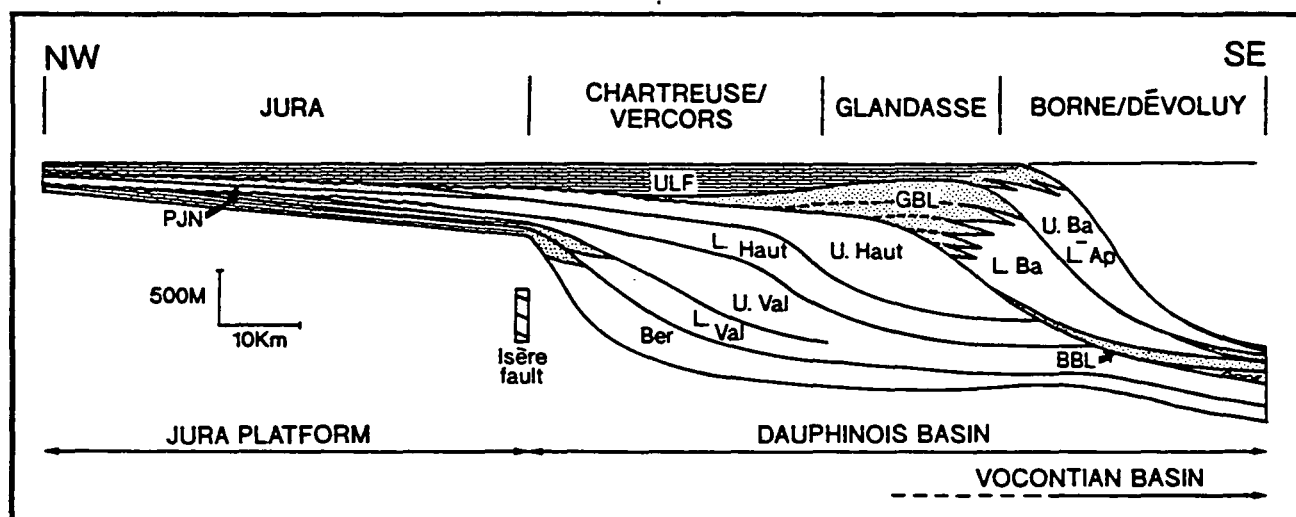 NW
SE
JURA
CHARTREUSE/
VERCORS
GLANDASSE
BORNE/DÉVOLUY
ULF
PJN
GBL
U. Ba
L. Ap
L. Haut
U. Haut
L. Ba
500M
10Km
U. Val
L. Val
Ber
Isère
fault
BBL
JURA PLATFORM
DAUPHINOIS BASIN
VOCONTIAN BASIN